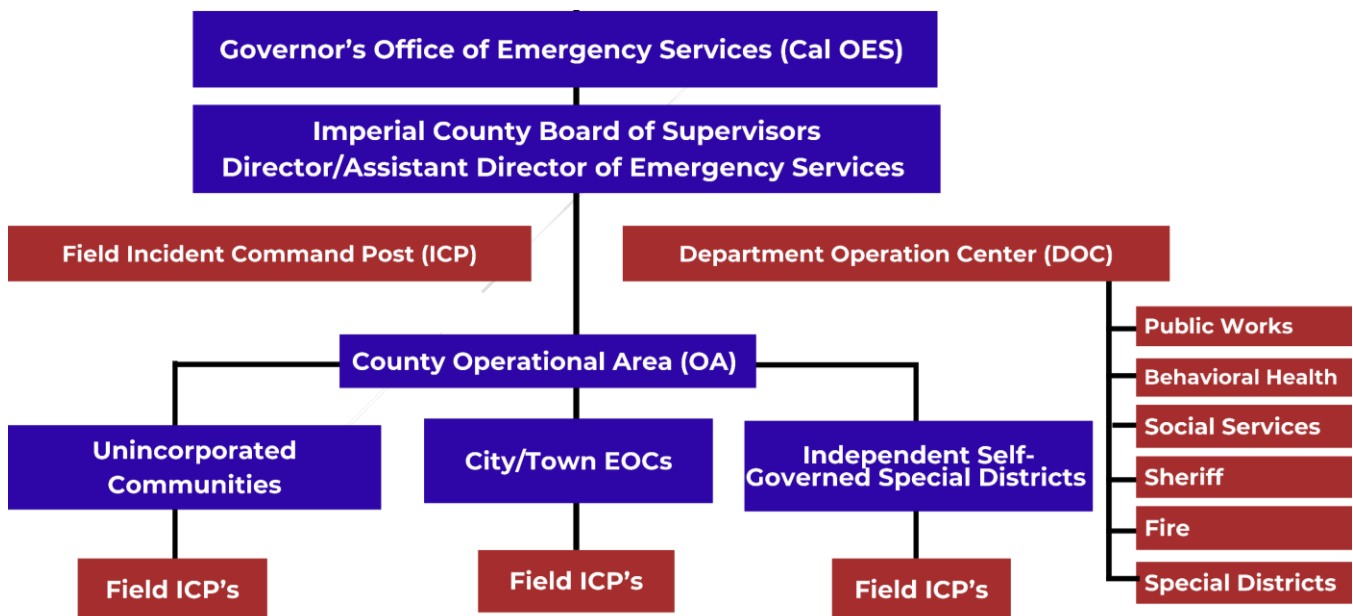 Governor's Office of Emergency Services (Cal OES)
Imperial County Board of Supervisors
Director/Assistant Director of Emergency Services
Field Incident Command Post (ICP)
Department Operation Center (DOC)
Public Works
Behavioral Health
Social Services
Sheriff
Fire
Special Districts
County Operational Area (OA)
Unincorporated
Communities
City/Town EOCs
Independent Self-
Governed Special Districts
Field ICP's
Field ICP's
Field ICP's